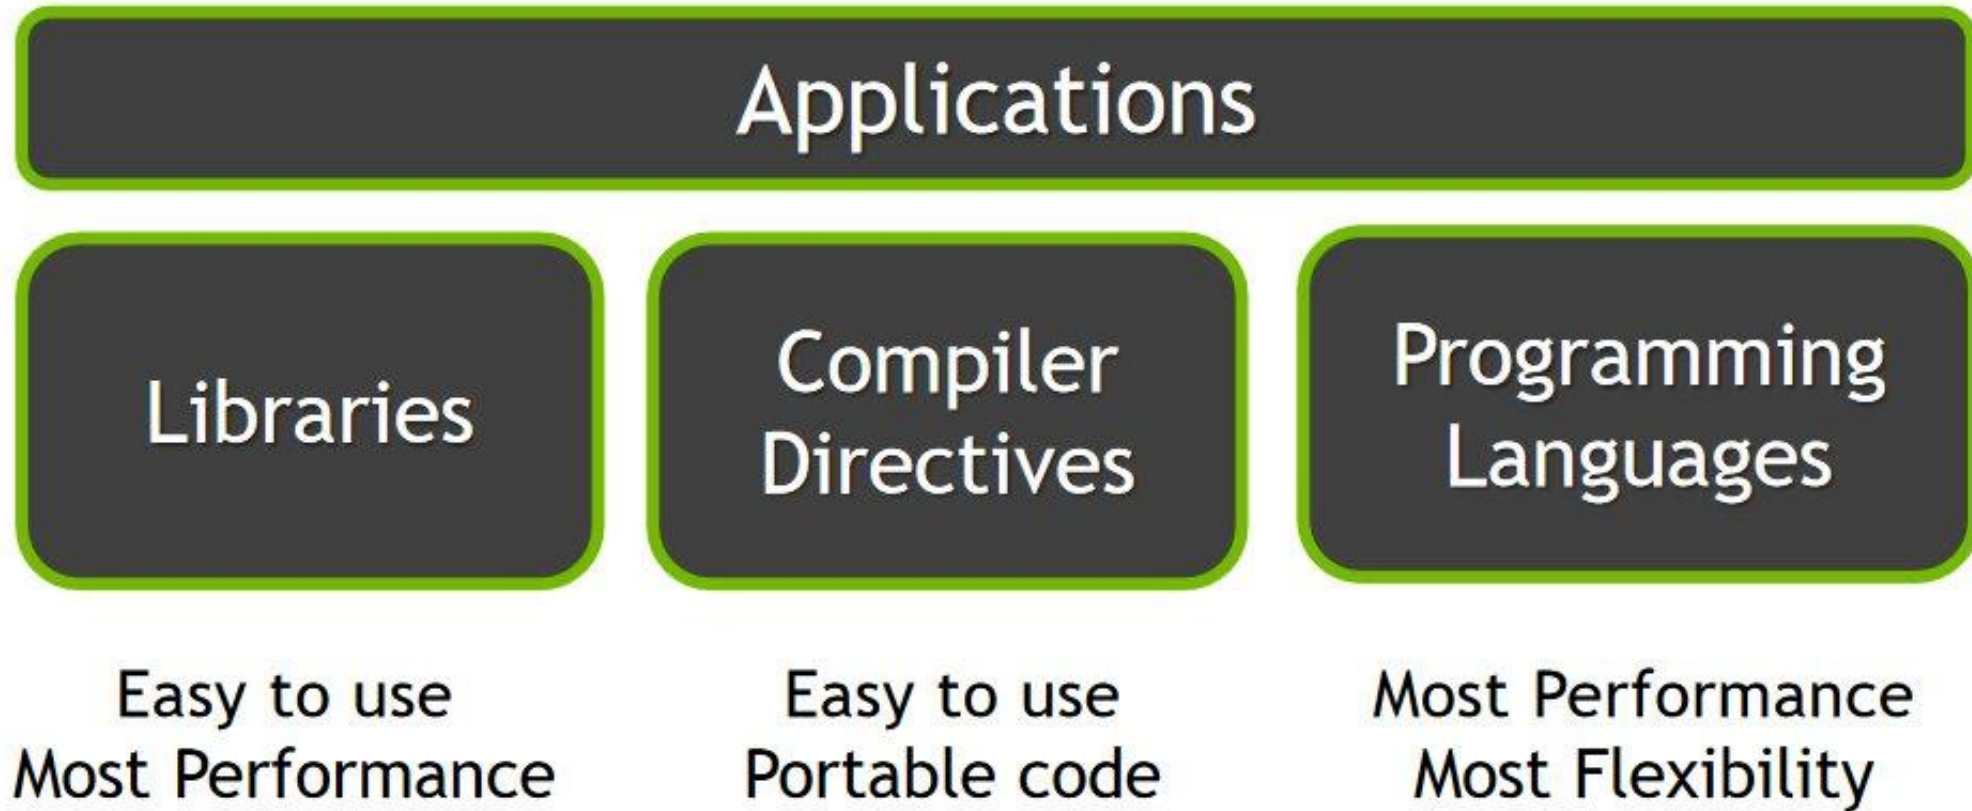 Applications
Libraries
Compiler
Directives
Programming
Languages
Easy to use
Most Performance
Easy to use
Portable code
Most Performance
Most Flexibility